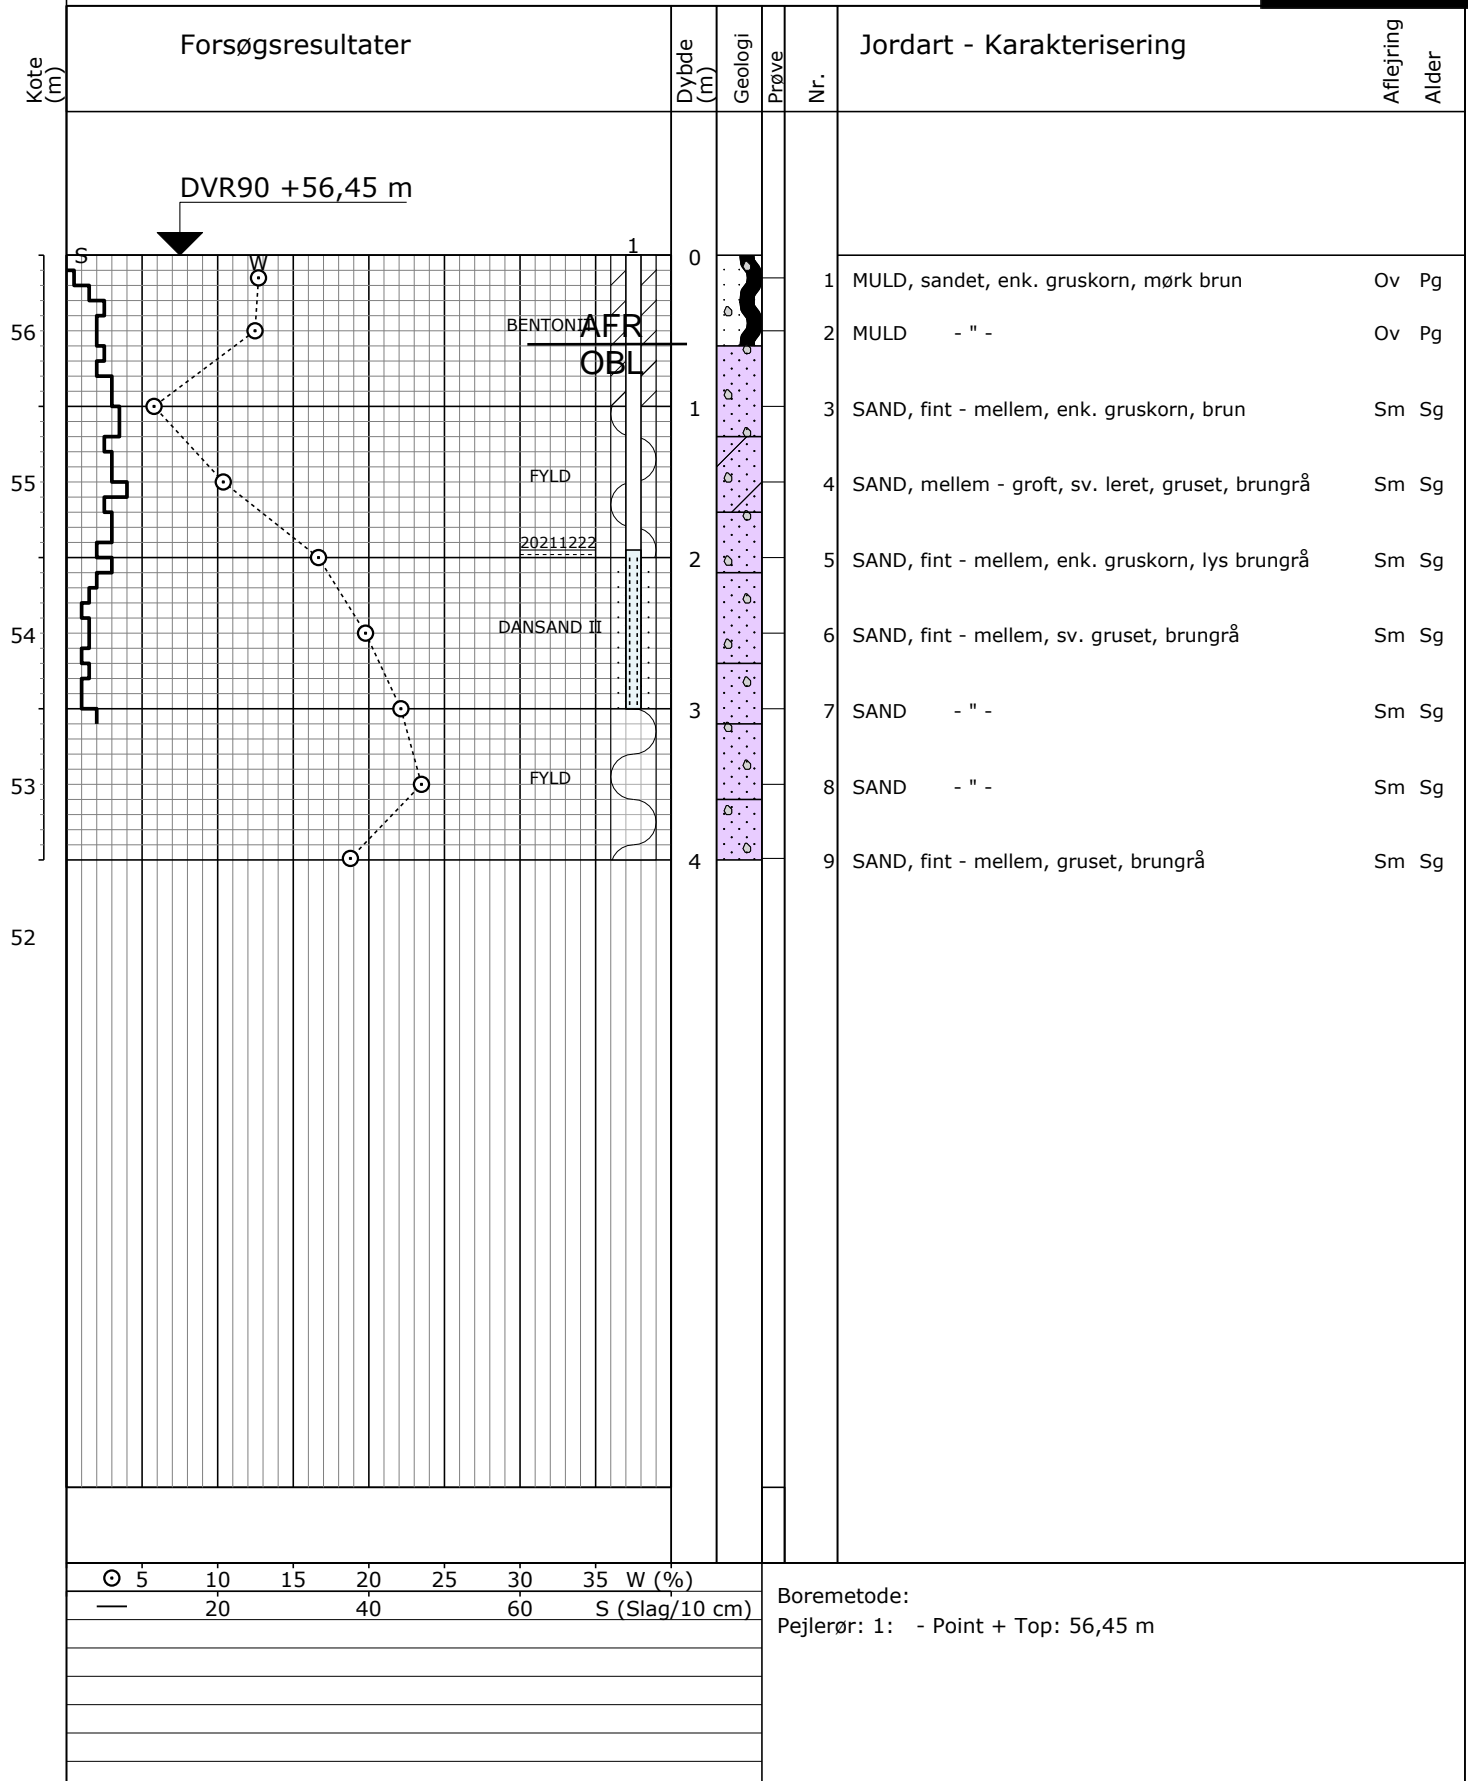 Kote (m)
Forsøgsresultater
Dybde (m)
Geologi
Prøve
Nr.
Jordart - Karakterisering
Aflejring
Alder
DVR90 +56,45 m
S
W
1
0
1 MULD, sandet, enk. gruskorn, mørk brun Ov Pg
56
BENTONIT
AFR
2 MULD - " - Ov Pg
OBL
1
3 SAND, fint - mellem, enk. gruskorn, brun Sm Sg
55
FYLD
4 SAND, mellem - groft, sv. leret, gruset, brungrå Sm Sg
20211222
2
5 SAND, fint - mellem, enk. gruskorn, lys brungrå Sm Sg
54
DANSAND II
6 SAND, fint - mellem, sv. gruset, brungrå Sm Sg
3
7 SAND - " - Sm Sg
53
FYLD
8 SAND - " - Sm Sg
4
9 SAND, fint - mellem, gruset, brungrå Sm Sg
52
5 10 15 20 25 30 35 W (%)
20 40 60 S (Slag/10 cm)
Boremetode:
Pejlerør: 1: - Point + Top: 56,45 m